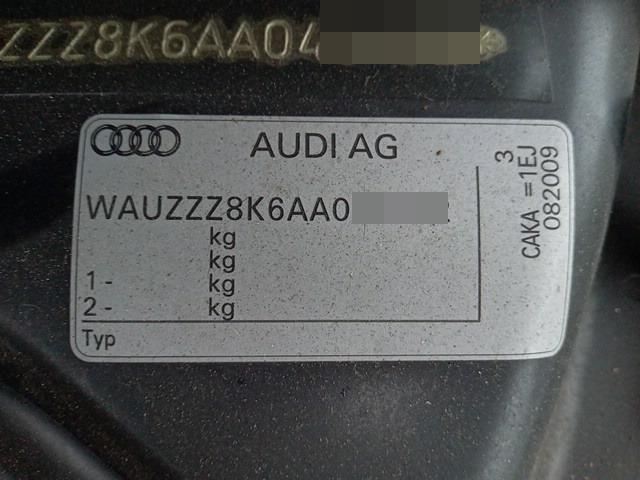 ZZZ8K6AA04
AUDI AG
WAUZZZ8K6AA0
kg
kg
1 - kg
2 - kg
Typ
3
CAKA =1EJ
082009